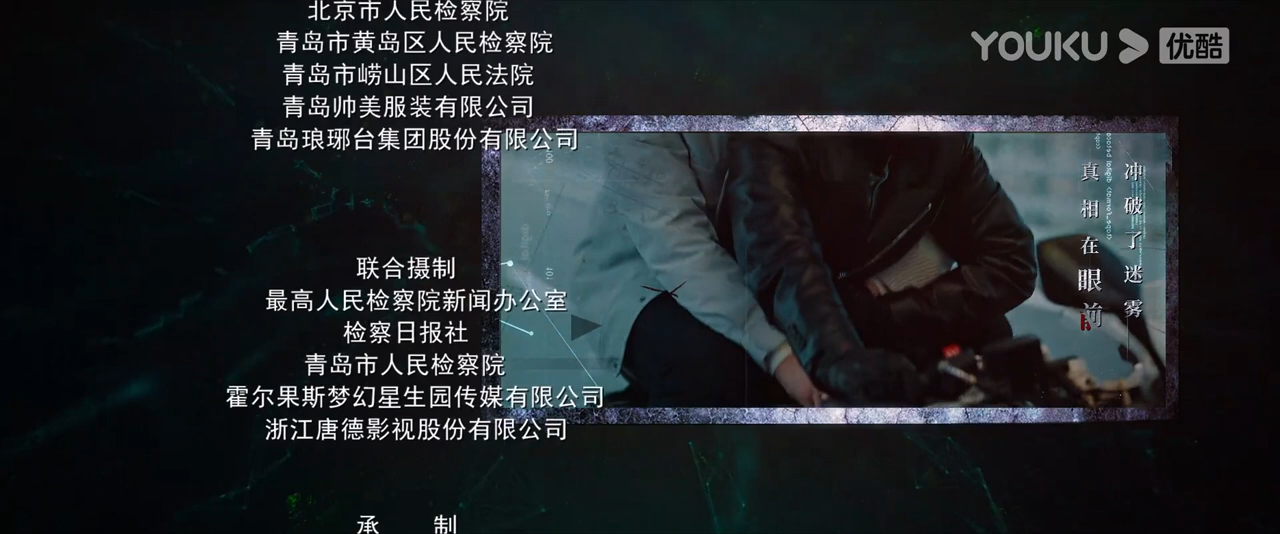 北京市人民检察院
青岛市黄岛区人民检察院
青岛市崂山区人民法院
青岛帅美服装有限公司
青岛琅琊台集团股份有限公司
联合摄制
最高人民检察院新闻办公室
检察日报社
青岛市人民检察院
霍尔果斯梦幻星生园传媒有限公司
浙江唐德影视股份有限公司
承 制
YOUKU 优酷
冲破了迷雾
真相在眼前